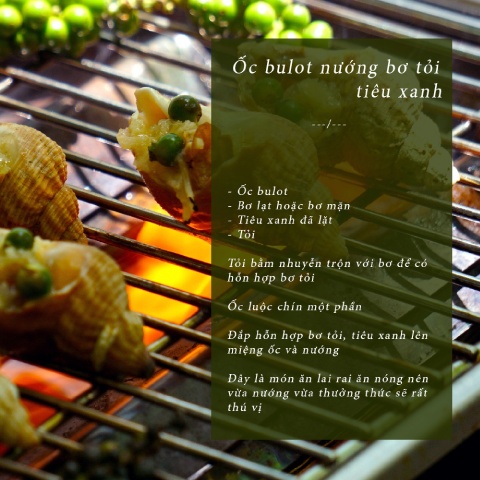 Ốc bulot nướng bơ tỏi
tiêu xanh
---/---
- Ốc bulot
- Bơ lạt hoặc bơ mặn
- Tiêu xanh đã lặt
- Tỏi
Tỏi bằm nhuyễn trộn với bơ để có
hỗn hợp bơ tỏi
Ốc luộc chín một phần
Đắp hỗn hợp bơ tỏi, tiêu xanh lên
miệng ốc và nướng
Đây là món ăn lai rai ăn nóng nên
vừa nướng vừa thưởng thức sẽ rất
thú vị